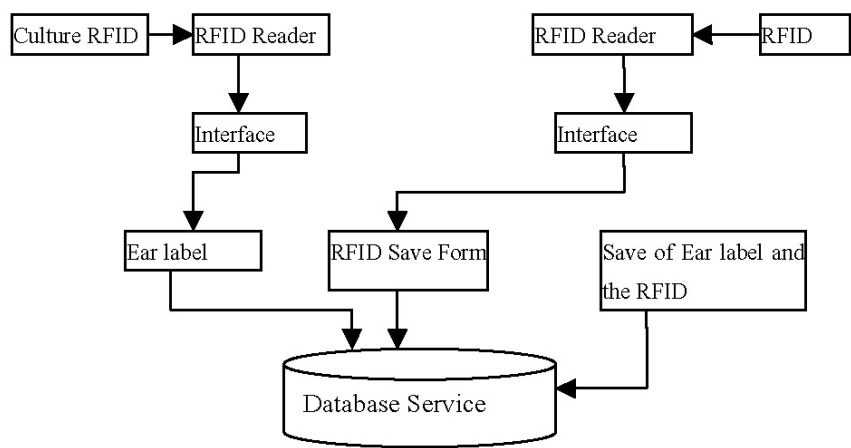 Culture RFID
RFID Reader
RFID Reader
RFID
Interface
Interface
Ear label
RFID Save Form
Save of Ear label and
the RFID
Database Service